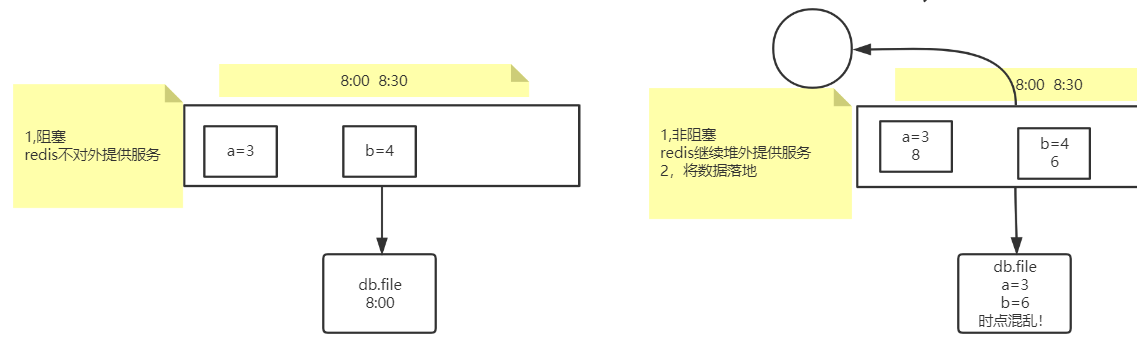 8:00 8:30
1,阻塞
redis不对外提供服务
a=3
b=4
db.file
8:00
8:00 8:30
1,非阻塞
redis继续堆外提供服务
2，将数据落地
a=3
8
b=4
6
db.file
a=3
b=6
时点混乱！